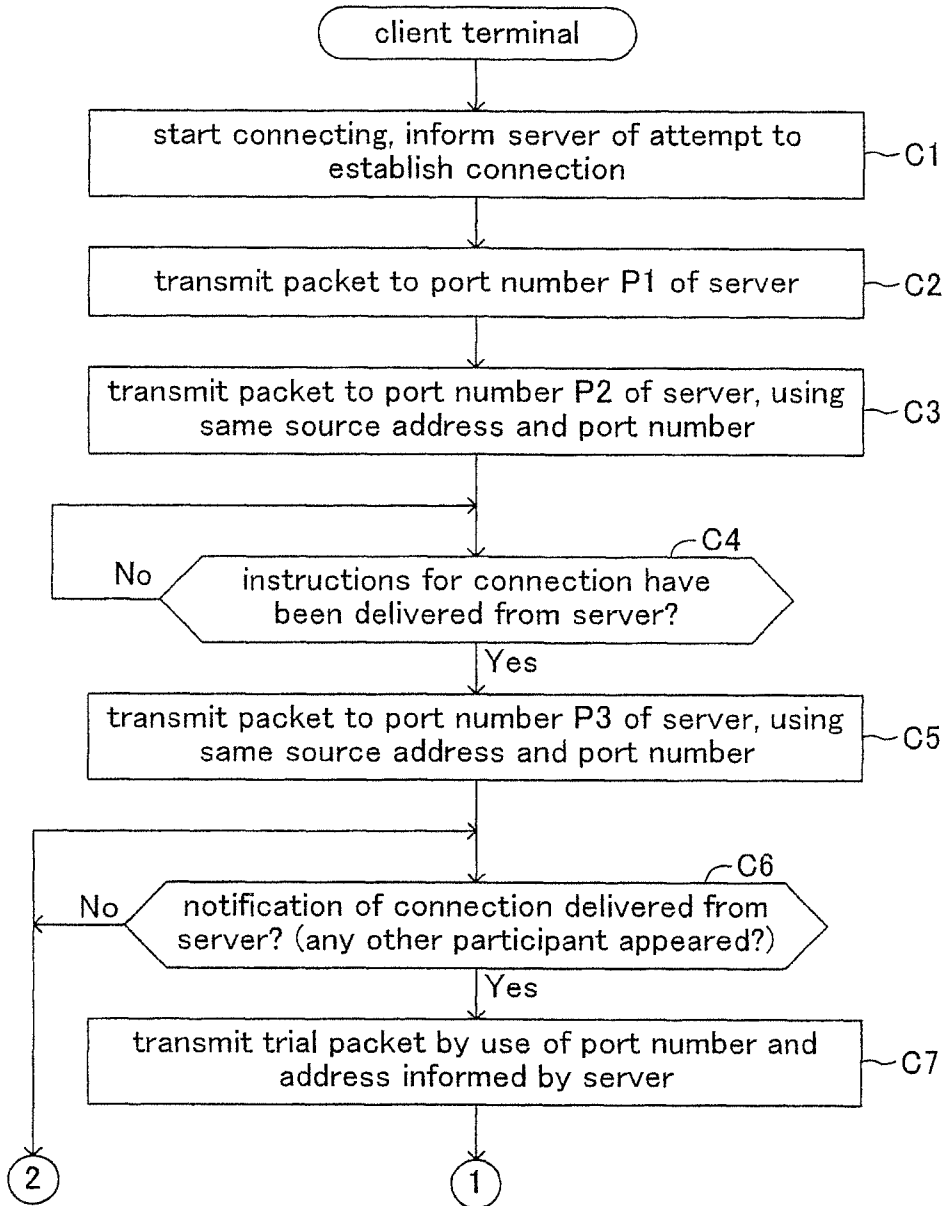 client terminal
start connecting, inform server of attempt to
establish connection
C1
transmit packet to port number P1 of server
C2
transmit packet to port number P2 of server, using
same source address and port number
C3
C4
No
instructions for connection have
been delivered from server?
Yes
transmit packet to port number P3 of server, using
same source address and port number
C5
C6
No
notification of connection delivered from
server? (any other participant appeared?)
Yes
transmit trial packet by use of port number and
address informed by server
C7
2
1